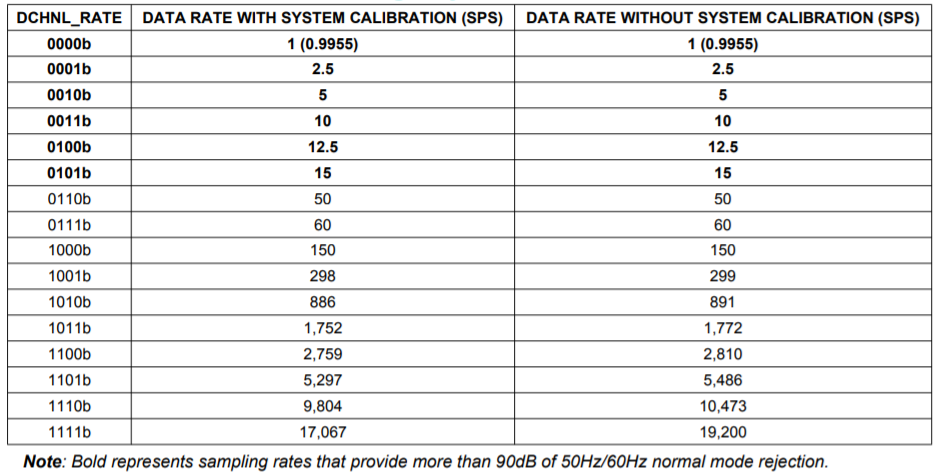 DCHNL_RATE DATA RATE WITH SYSTEM CALIBRATION (SPS) DATA RATE WITHOUT SYSTEM CALIBRATION (SPS)
0000b 1 (0.9955) 1 (0.9955)
0001b 2.5 2.5
0010b 5 5
0011b 10 10
0100b 12.5 12.5
0101b 15 15
0110b 50 50
0111b 60 60
1000b 150 150
1001b 298 299
1010b 886 891
1011b 1,752 1,772
1100b 2,759 2,810
1101b 5,297 5,486
1110b 9,804 10,473
1111b 17,067 19,200
Note: Bold represents sampling rates that provide more than 90dB of 50Hz/60Hz normal mode rejection.